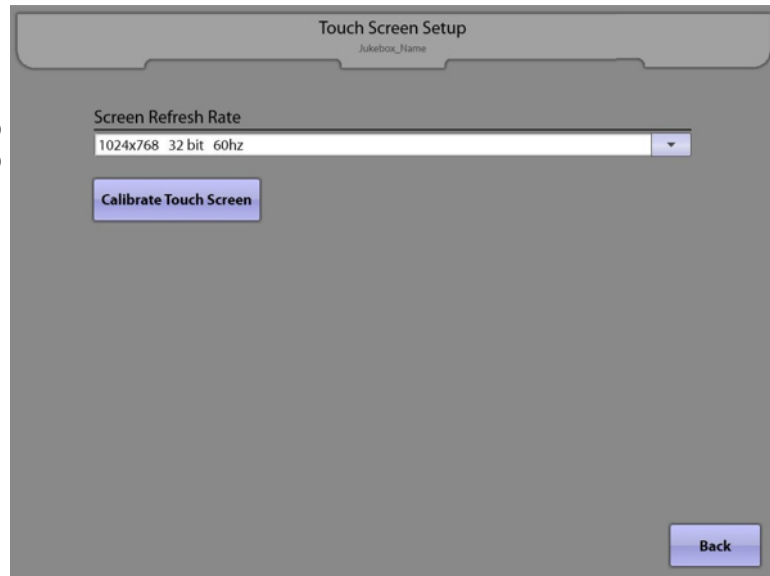 Touch Screen Setup
Jukebox_Name
Screen Refresh Rate
1024x768 32 bit 60hz
Calibrate Touch Screen
Back